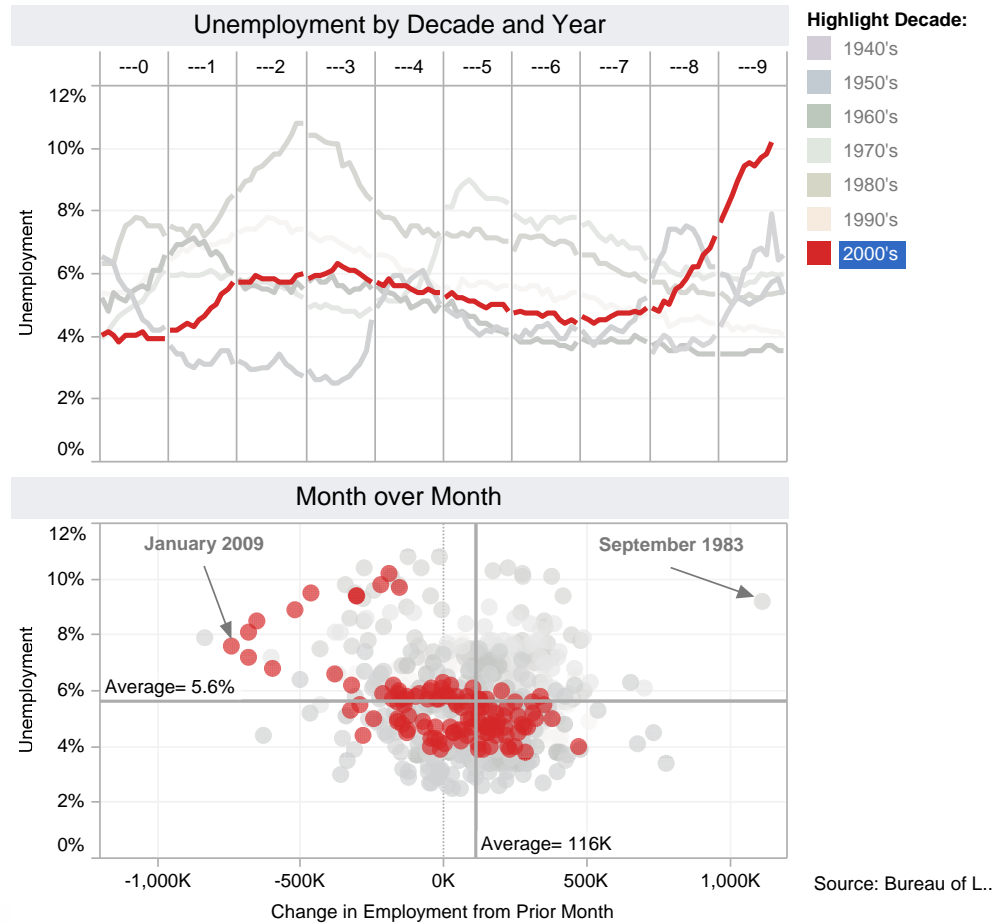 Unemployment by Decade and Year
Highlight Decade:
1940's
1950's
1960's
1970's
1980's
1990's
2000's
---0 ---1 ---2 ---3 ---4 ---5 ---6 ---7 ---8 ---9
12%
10%
8%
6%
4%
2%
0%
Unemployment
Month over Month
12%
10%
8%
6%
4%
2%
0%
Unemployment
January 2009
September 1983
Average= 5.6%
Average= 116K
-1,000K -500K 0K 500K 1,000K
Change in Employment from Prior Month
Source: Bureau of L..